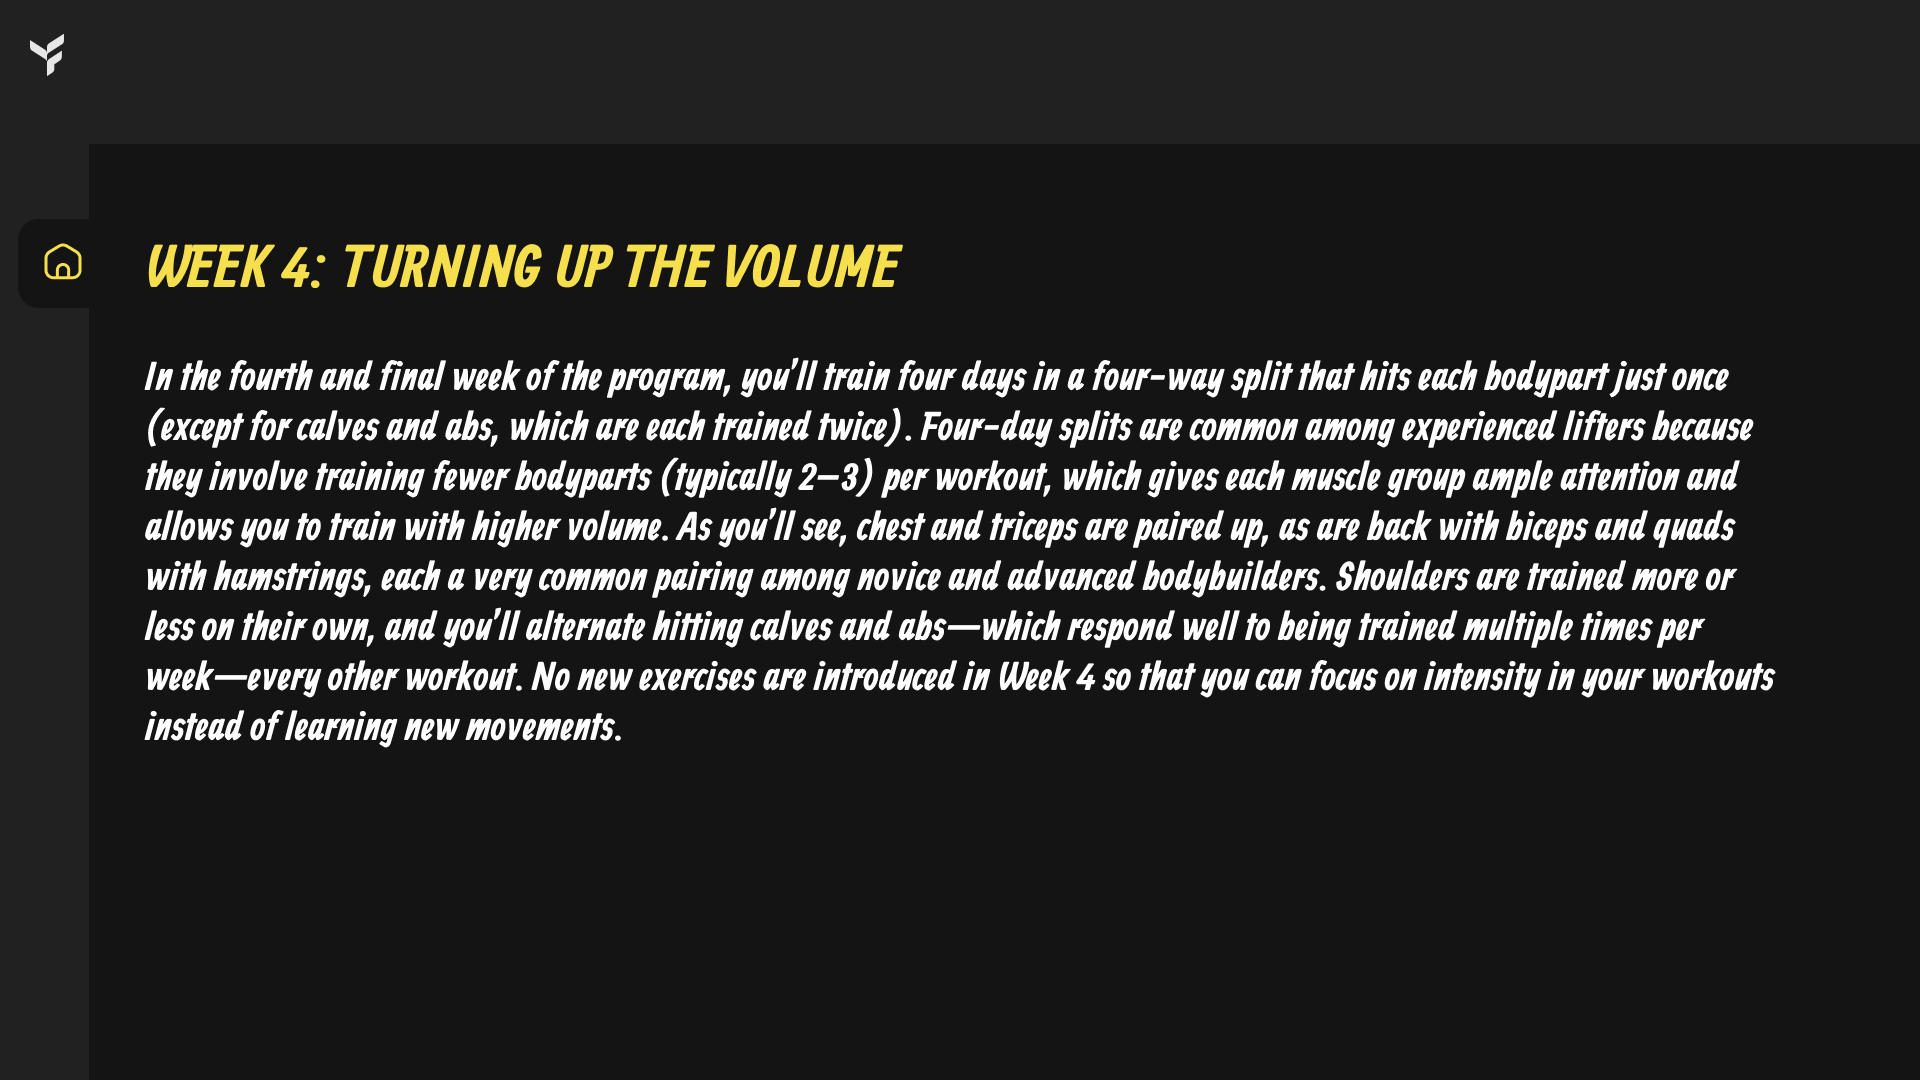 WEEK 4: TURNING UP THE VOLUME
In the fourth and final week of the program, you’ll train four days in a four-way split that hits each bodypart just once
(except for calves and abs, which are each trained twice). Four-day splits are common among experienced lifters because
they involve training fewer bodyparts (typically 2–3) per workout, which gives each muscle group ample attention and
allows you to train with higher volume. As you’ll see, chest and triceps are paired up, as are back with biceps and quads
with hamstrings, each a very common pairing among novice and advanced bodybuilders. Shoulders are trained more or
less on their own, and you’ll alternate hitting calves and abs—which respond well to being trained multiple times per
week—every other workout. No new exercises are introduced in Week 4 so that you can focus on intensity in your workouts
instead of learning new movements.